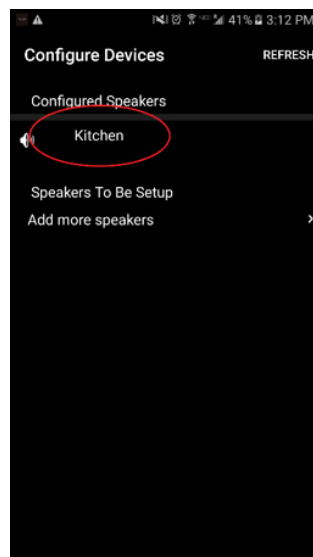 41% 3:12 PM
Configure Devices REFRESH
Configured Speakers
Kitchen
Speakers To Be Setup
Add more speakers